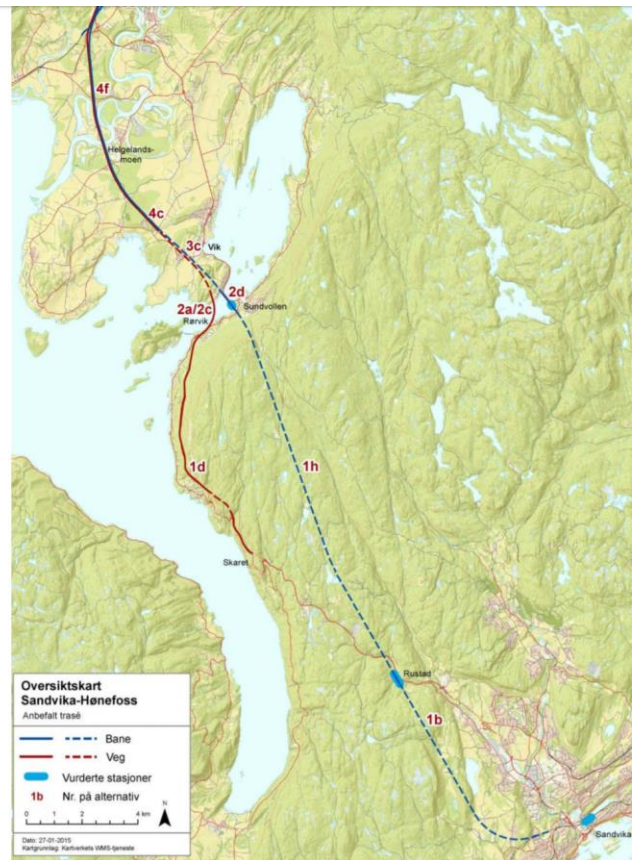 4f
Helgelands-
moen
4c
3c
Vik
2d
Sundvollen
2a/2c
Rørvik
1d
1h
Skaret
Rustad
1b
Sandvika
Oversiktskart
Sandvika-Hønefoss
Anbefalt trasé
Bane
Veg
Vurderte stasjoner
1b Nr. på alternativ
0 1 2 4 km
N
Dato: 27-01-2015
Kartgrunnlag: Kartverkets WMS-tjeneste